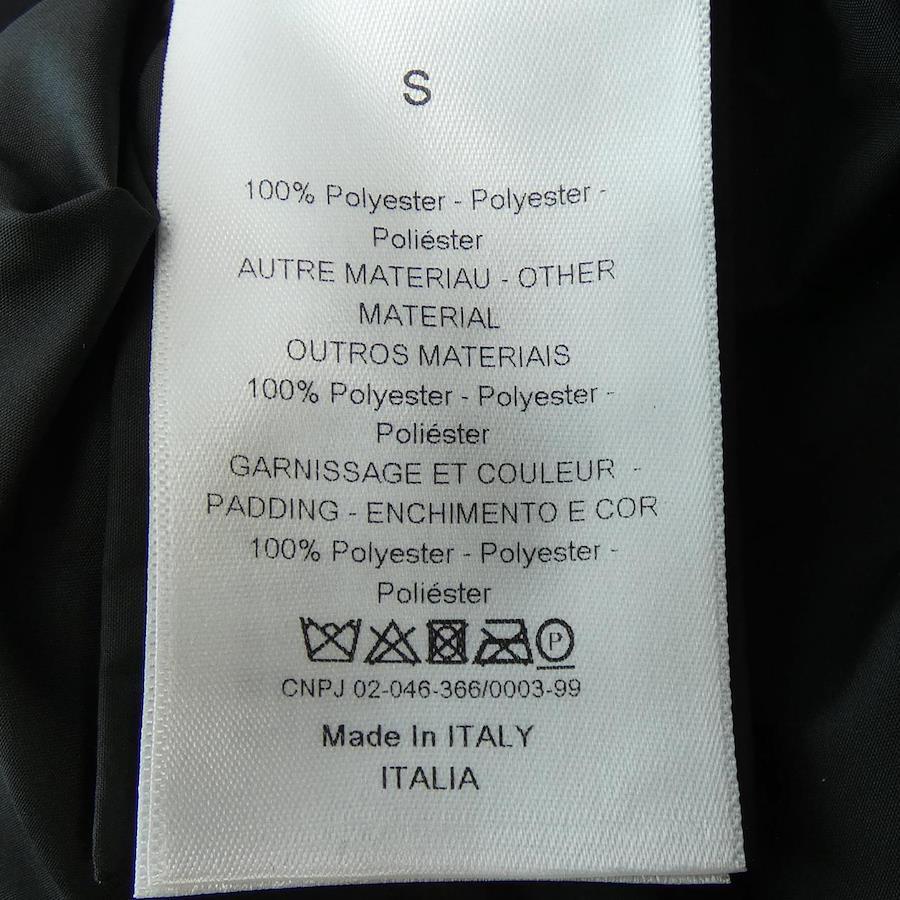 S
100% Polyester - Polyester -
Poliéster
AUTRE MATERIAU - OTHER
MATERIAL
OUTROS MATERIAIS
100% Polyester - Polyester -
Poliéster
GARNISSAGE ET COULEUR -
PADDING - ENCHIMENTO E COR
100% Polyester - Polyester -
Poliéster
P
CNPJ 02-046-366/0003-99
Made In ITALY
ITALIA